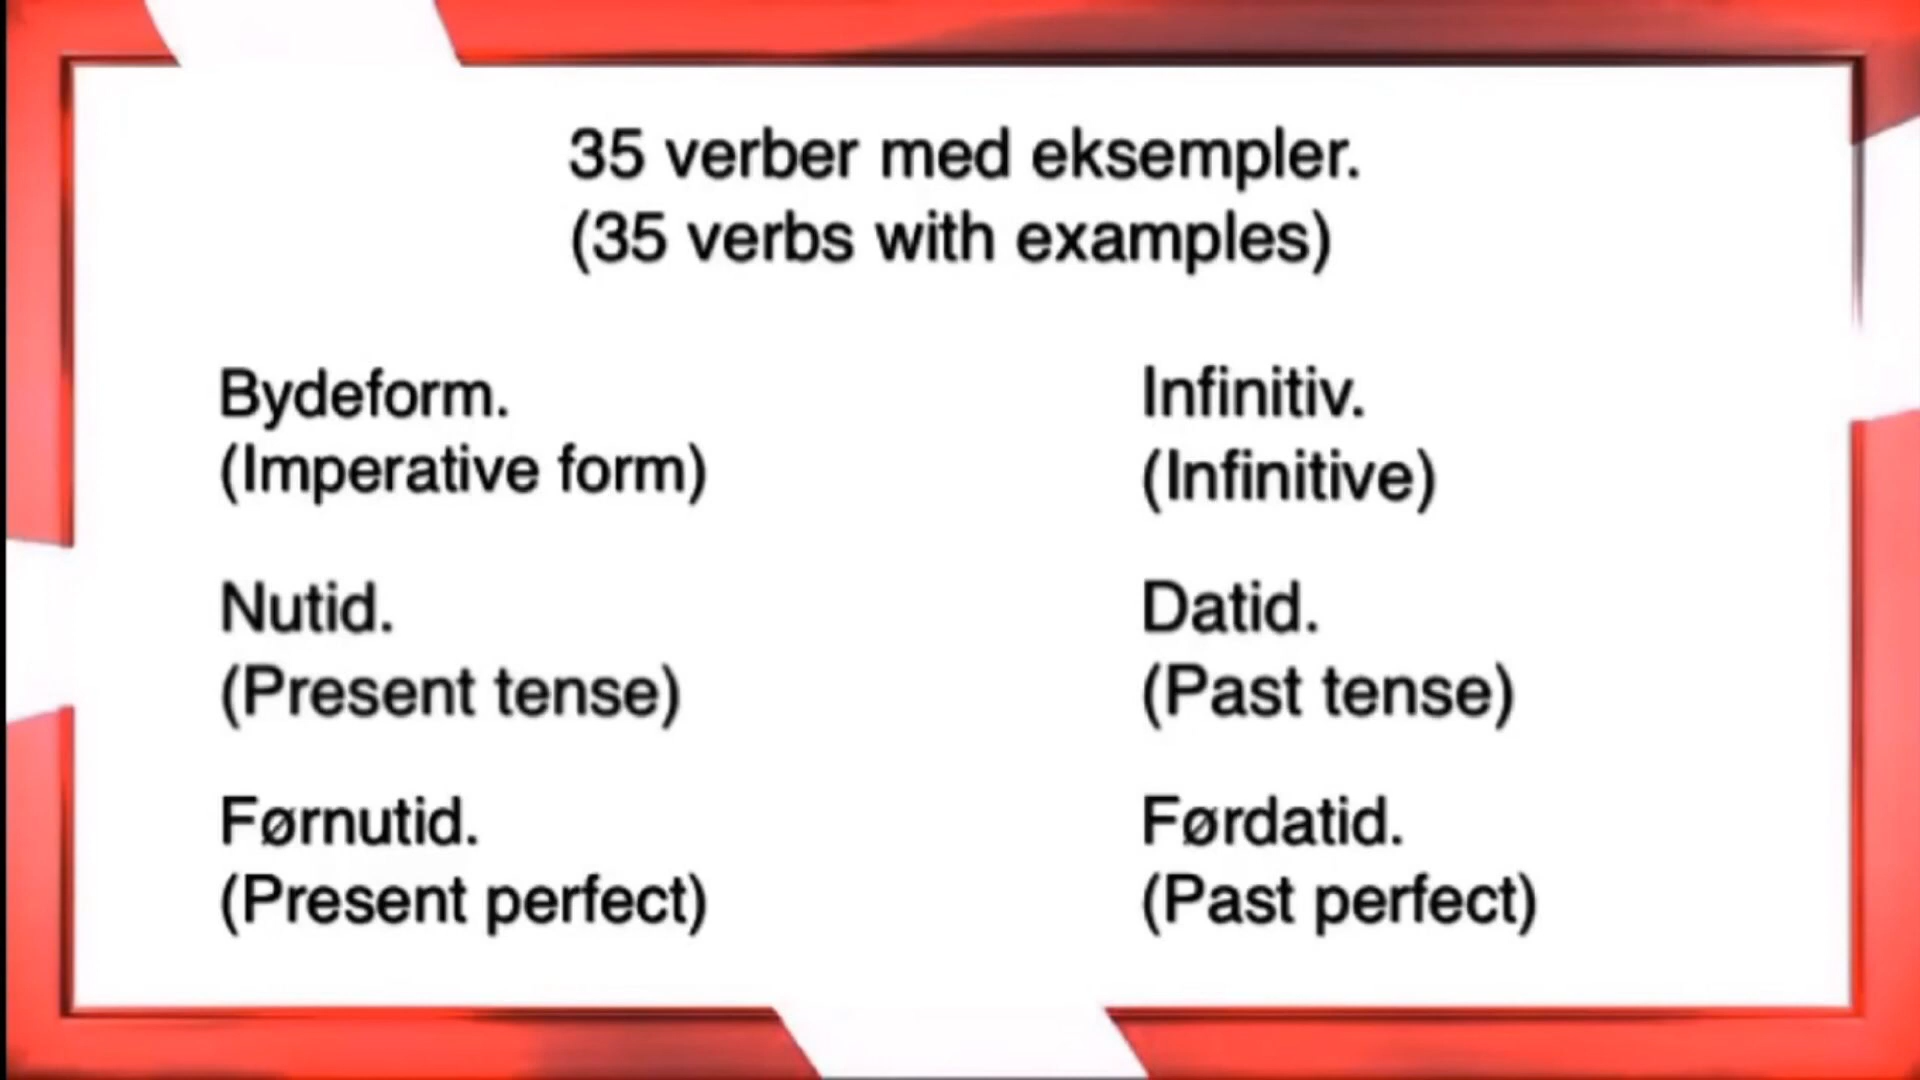 35 verber med eksempler.
(35 verbs with examples)
Bydeform.
(Imperative form)
Infinitiv.
(Infinitive)
Nutid.
(Present tense)
Datid.
(Past tense)
Førnutid.
(Present perfect)
Førdatid.
(Past perfect)